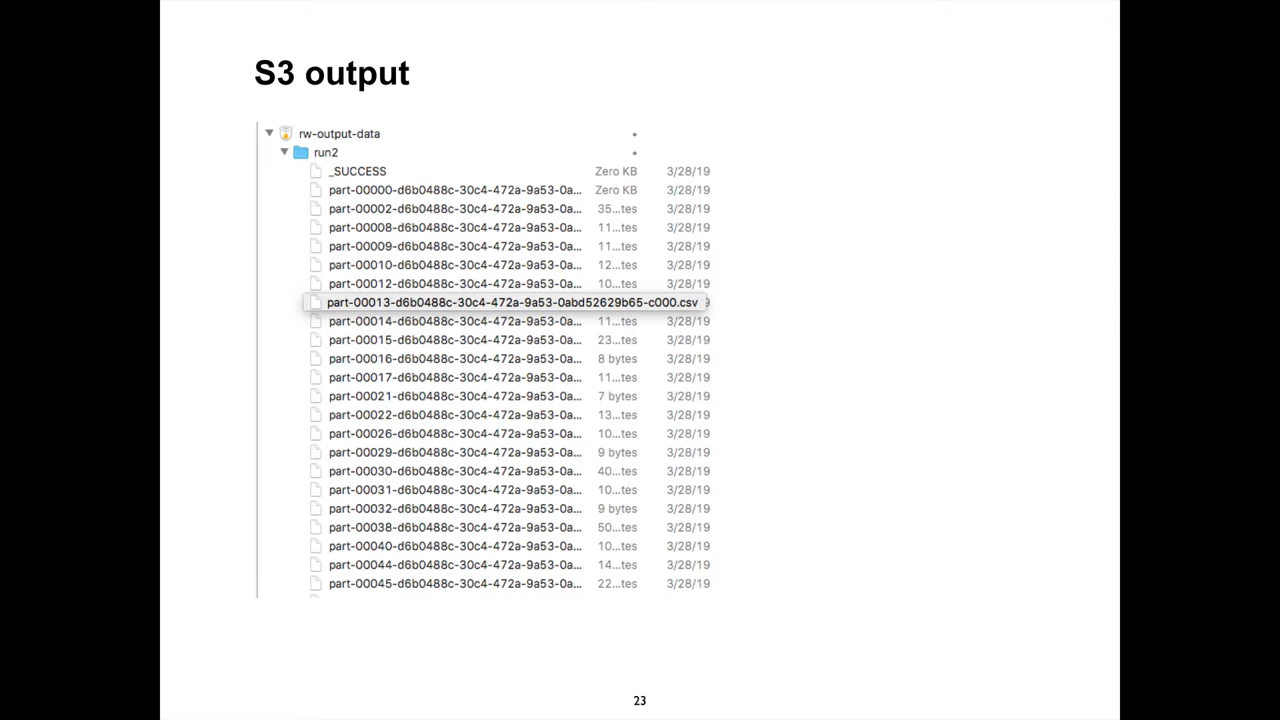 S3 output
rw-output-data
run2
_SUCCESS Zero KB 3/28/19
part-00000-d6b0488c-30c4-472a-9a53-0a... Zero KB 3/28/19
part-00002-d6b0488c-30c4-472a-9a53-0a... 35...tes 3/28/19
part-00008-d6b0488c-30c4-472a-9a53-0a... 11...tes 3/28/19
part-00009-d6b0488c-30c4-472a-9a53-0a... 11...tes 3/28/19
part-00010-d6b0488c-30c4-472a-9a53-0a... 12...tes 3/28/19
part-00012-d6b0488c-30c4-472a-9a53-0a... 10...tes 3/28/19
part-00013-d6b0488c-30c4-472a-9a53-0abd52629b65-c000.csv 9
part-00014-d6b0488c-30c4-472a-9a53-0a... 11...tes 3/28/19
part-00015-d6b0488c-30c4-472a-9a53-0a... 23...tes 3/28/19
part-00016-d6b0488c-30c4-472a-9a53-0a... 8 bytes 3/28/19
part-00017-d6b0488c-30c4-472a-9a53-0a... 11...tes 3/28/19
part-00021-d6b0488c-30c4-472a-9a53-0a... 7 bytes 3/28/19
part-00022-d6b0488c-30c4-472a-9a53-0a... 13...tes 3/28/19
part-00026-d6b0488c-30c4-472a-9a53-0a... 10...tes 3/28/19
part-00029-d6b0488c-30c4-472a-9a53-0a... 9 bytes 3/28/19
part-00030-d6b0488c-30c4-472a-9a53-0a... 40...tes 3/28/19
part-00031-d6b0488c-30c4-472a-9a53-0a... 10...tes 3/28/19
part-00032-d6b0488c-30c4-472a-9a53-0a... 9 bytes 3/28/19
part-00038-d6b0488c-30c4-472a-9a53-0a... 50...tes 3/28/19
part-00040-d6b0488c-30c4-472a-9a53-0a... 10...tes 3/28/19
part-00044-d6b0488c-30c4-472a-9a53-0a... 14...tes 3/28/19
part-00045-d6b0488c-30c4-472a-9a53-0a... 22...tes 3/28/19
23